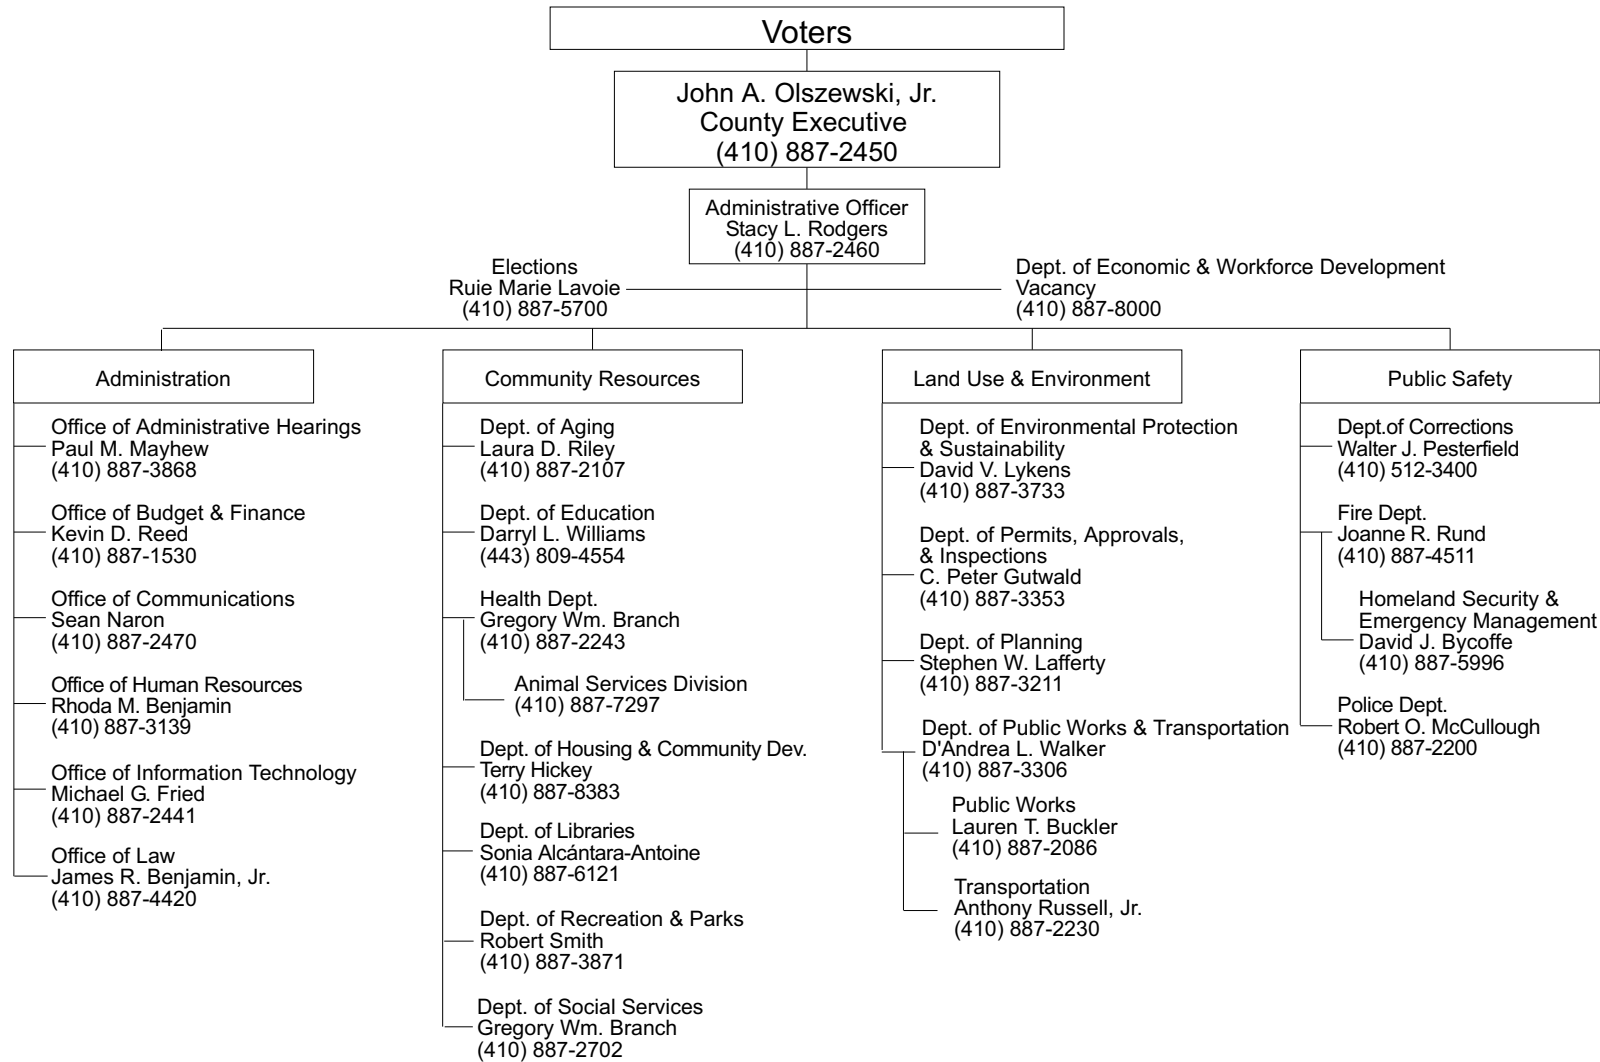 Voters
John A. Olszewski, Jr.
County Executive
(410) 887-2450
Administrative Officer
Stacy L. Rodgers
(410) 887-2460
Elections
Ruie Marie Lavoie
(410) 887-5700
Dept. of Economic & Workforce Development
Vacancy
(410) 887-8000
Administration
Office of Administrative Hearings
Paul M. Mayhew
(410) 887-3868
Office of Budget & Finance
Kevin D. Reed
(410) 887-1530
Office of Communications
Sean Naron
(410) 887-2470
Office of Human Resources
Rhoda M. Benjamin
(410) 887-3139
Office of Information Technology
Michael G. Fried
(410) 887-2441
Office of Law
James R. Benjamin, Jr.
(410) 887-4420
Community Resources
Dept. of Aging
Laura D. Riley
(410) 887-2107
Dept. of Education
Darryl L. Williams
(443) 809-4554
Health Dept.
Gregory Wm. Branch
(410) 887-2243
Animal Services Division
(410) 887-7297
Dept. of Housing & Community Dev.
Terry Hickey
(410) 887-8383
Dept. of Libraries
Sonia Alcántara-Antoine
(410) 887-6121
Dept. of Recreation & Parks
Robert Smith
(410) 887-3871
Dept. of Social Services
Gregory Wm. Branch
(410) 887-2702
Land Use & Environment
Dept. of Environmental Protection
& Sustainability
David V. Lykens
(410) 887-3733
Dept. of Permits, Approvals,
& Inspections
C. Peter Gutwald
(410) 887-3353
Dept. of Planning
Stephen W. Lafferty
(410) 887-3211
Dept. of Public Works & Transportation
D'Andrea L. Walker
(410) 887-3306
Public Works
Lauren T. Buckler
(410) 887-2086
Transportation
Anthony Russell, Jr.
(410) 887-2230
Public Safety
Dept.of Corrections
Walter J. Pesterfield
(410) 512-3400
Fire Dept.
Joanne R. Rund
(410) 887-4511
Homeland Security &
Emergency Management
David J. Bycoffe
(410) 887-5996
Police Dept.
Robert O. McCullough
(410) 887-2200